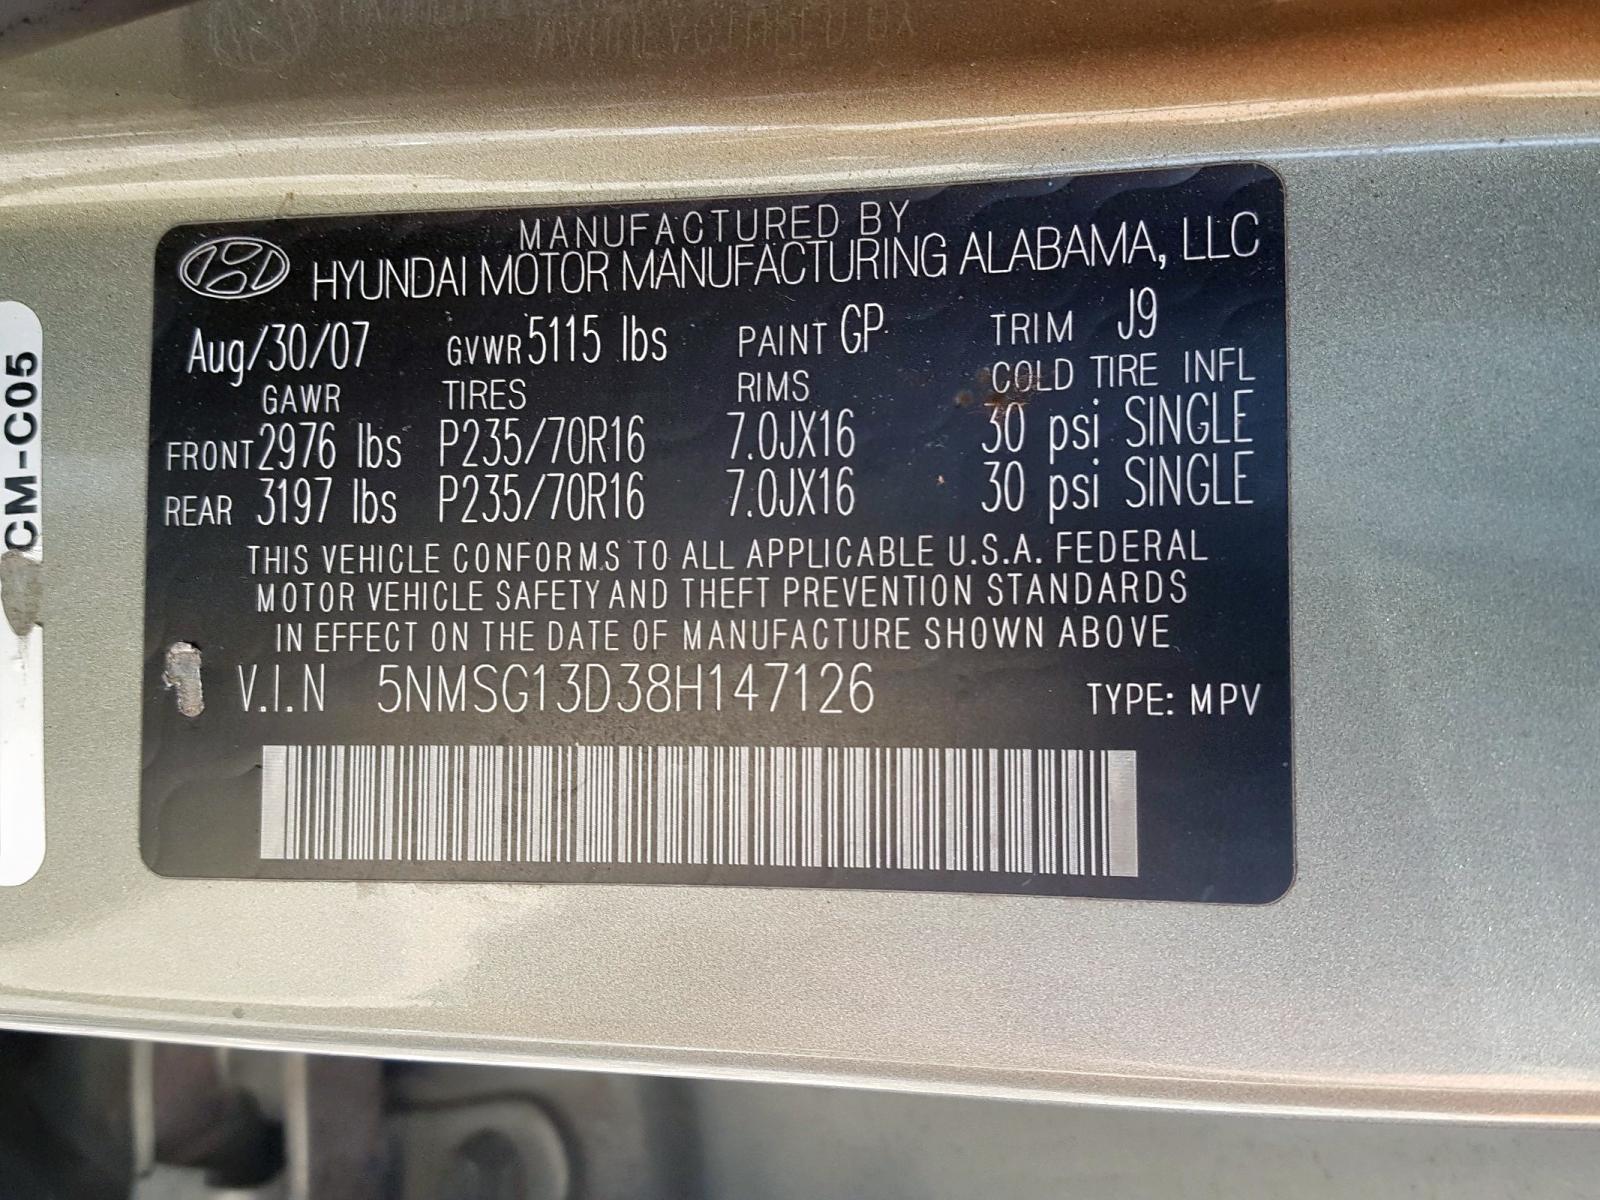 MANUFACTURED BY
HYUNDAI MOTOR MANUFACTURING ALABAMA, LLC
Aug/30/07 GVWR 5115 lbs PAINT GP TRIM J9
GAWR TIRES RIMS COLD TIRE INFL
FRONT 2976 lbs P235/70R16 7.0JX16 30 psi SINGLE
REAR 3197 lbs P235/70R16 7.0JX16 30 psi SINGLE
THIS VEHICLE CONFORMS TO ALL APPLICABLE U.S.A. FEDERAL
MOTOR VEHICLE SAFETY AND THEFT PREVENTION STANDARDS
IN EFFECT ON THE DATE OF MANUFACTURE SHOWN ABOVE
V.I.N 5NMSG13D38H147126 TYPE: MPV
CM-C05